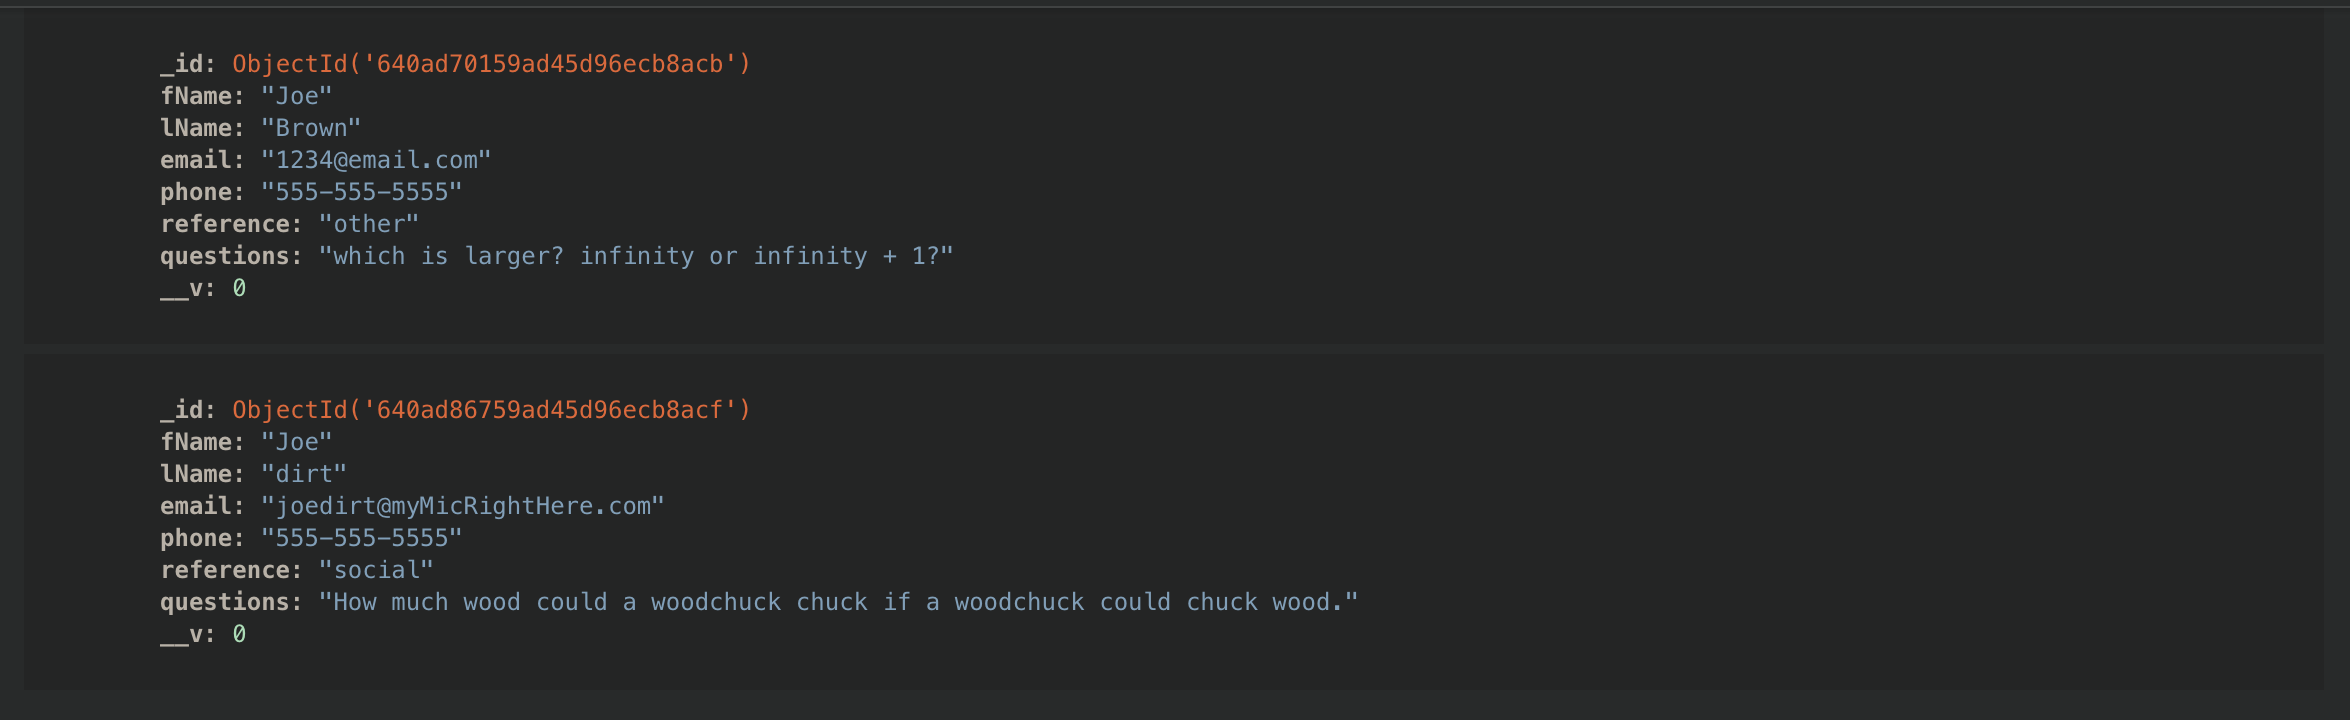 _id: ObjectId('640ad70159ad45d96ecb8acb')
fName: "Joe"
lName: "Brown"
email: "1234@email.com"
phone: "555-555-5555"
reference: "other"
questions: "which is larger? infinity or infinity + 1?"
__v: 0
_id: ObjectId('640ad86759ad45d96ecb8acf')
fName: "Joe"
lName: "dirt"
email: "joedirt@myMicRightHere.com"
phone: "555-555-5555"
reference: "social"
questions: "How much wood could a woodchuck chuck if a woodchuck could chuck wood."
__v: 0